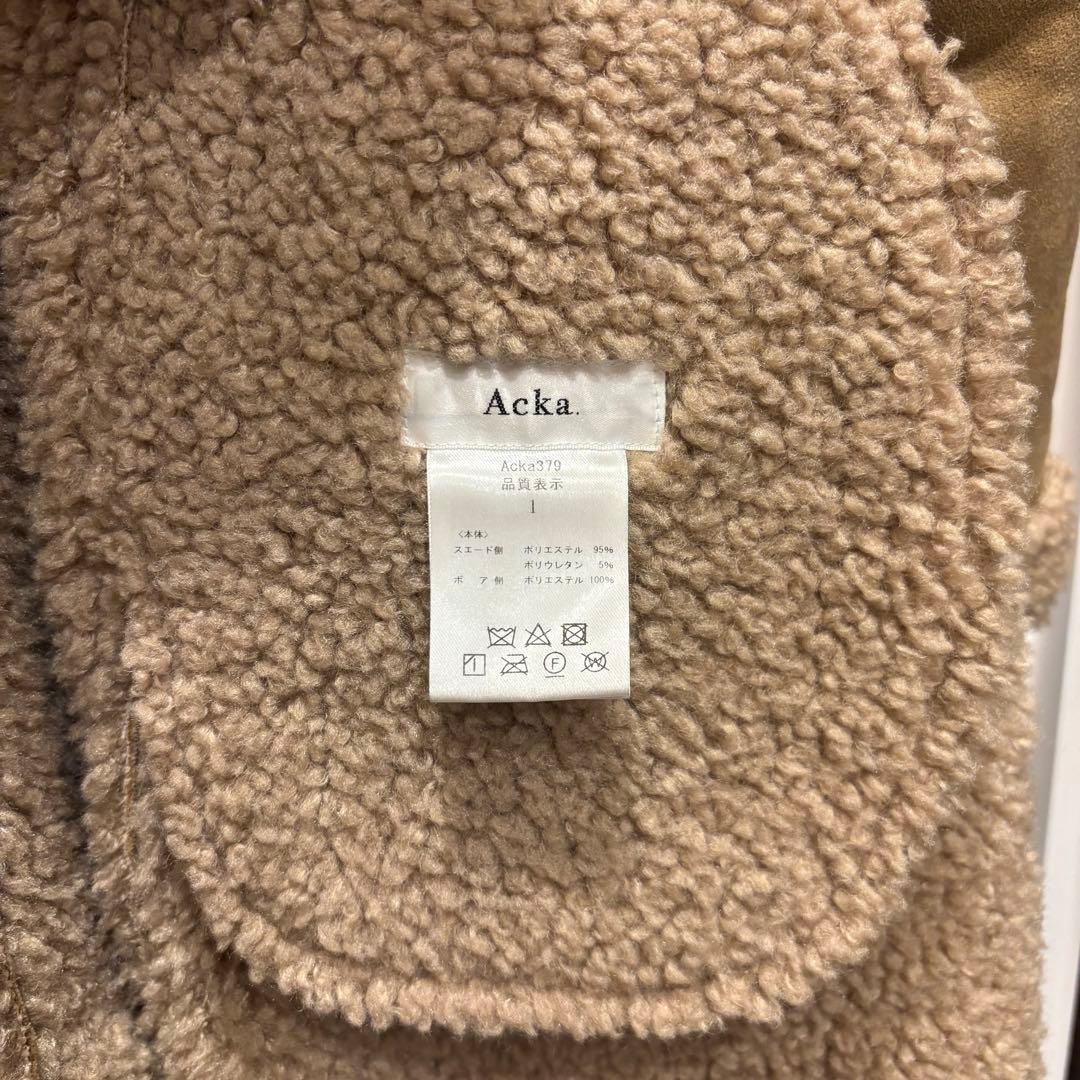 Acka.
Acka379
品質表示
1
〈本体〉
スエード側 ポリエステル 95%
ポリウレタン 5%
ボア側 ポリエステル 100%
F W